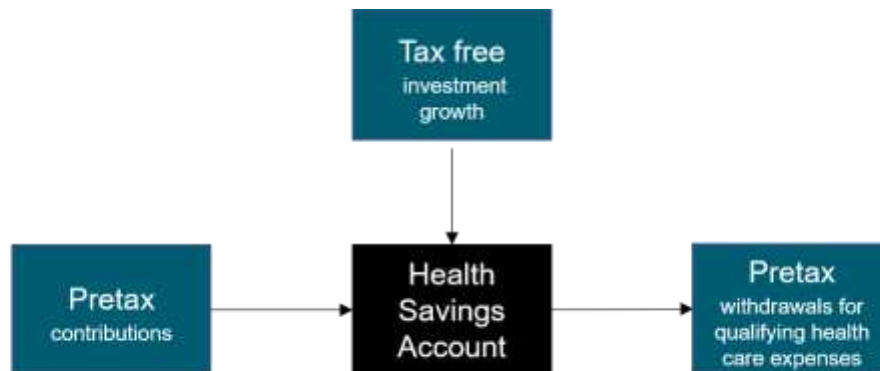 Tax free
investment
growth
Pretax
contributions
Health
Savings
Account
Pretax
withdrawals for
qualifying health
care expenses